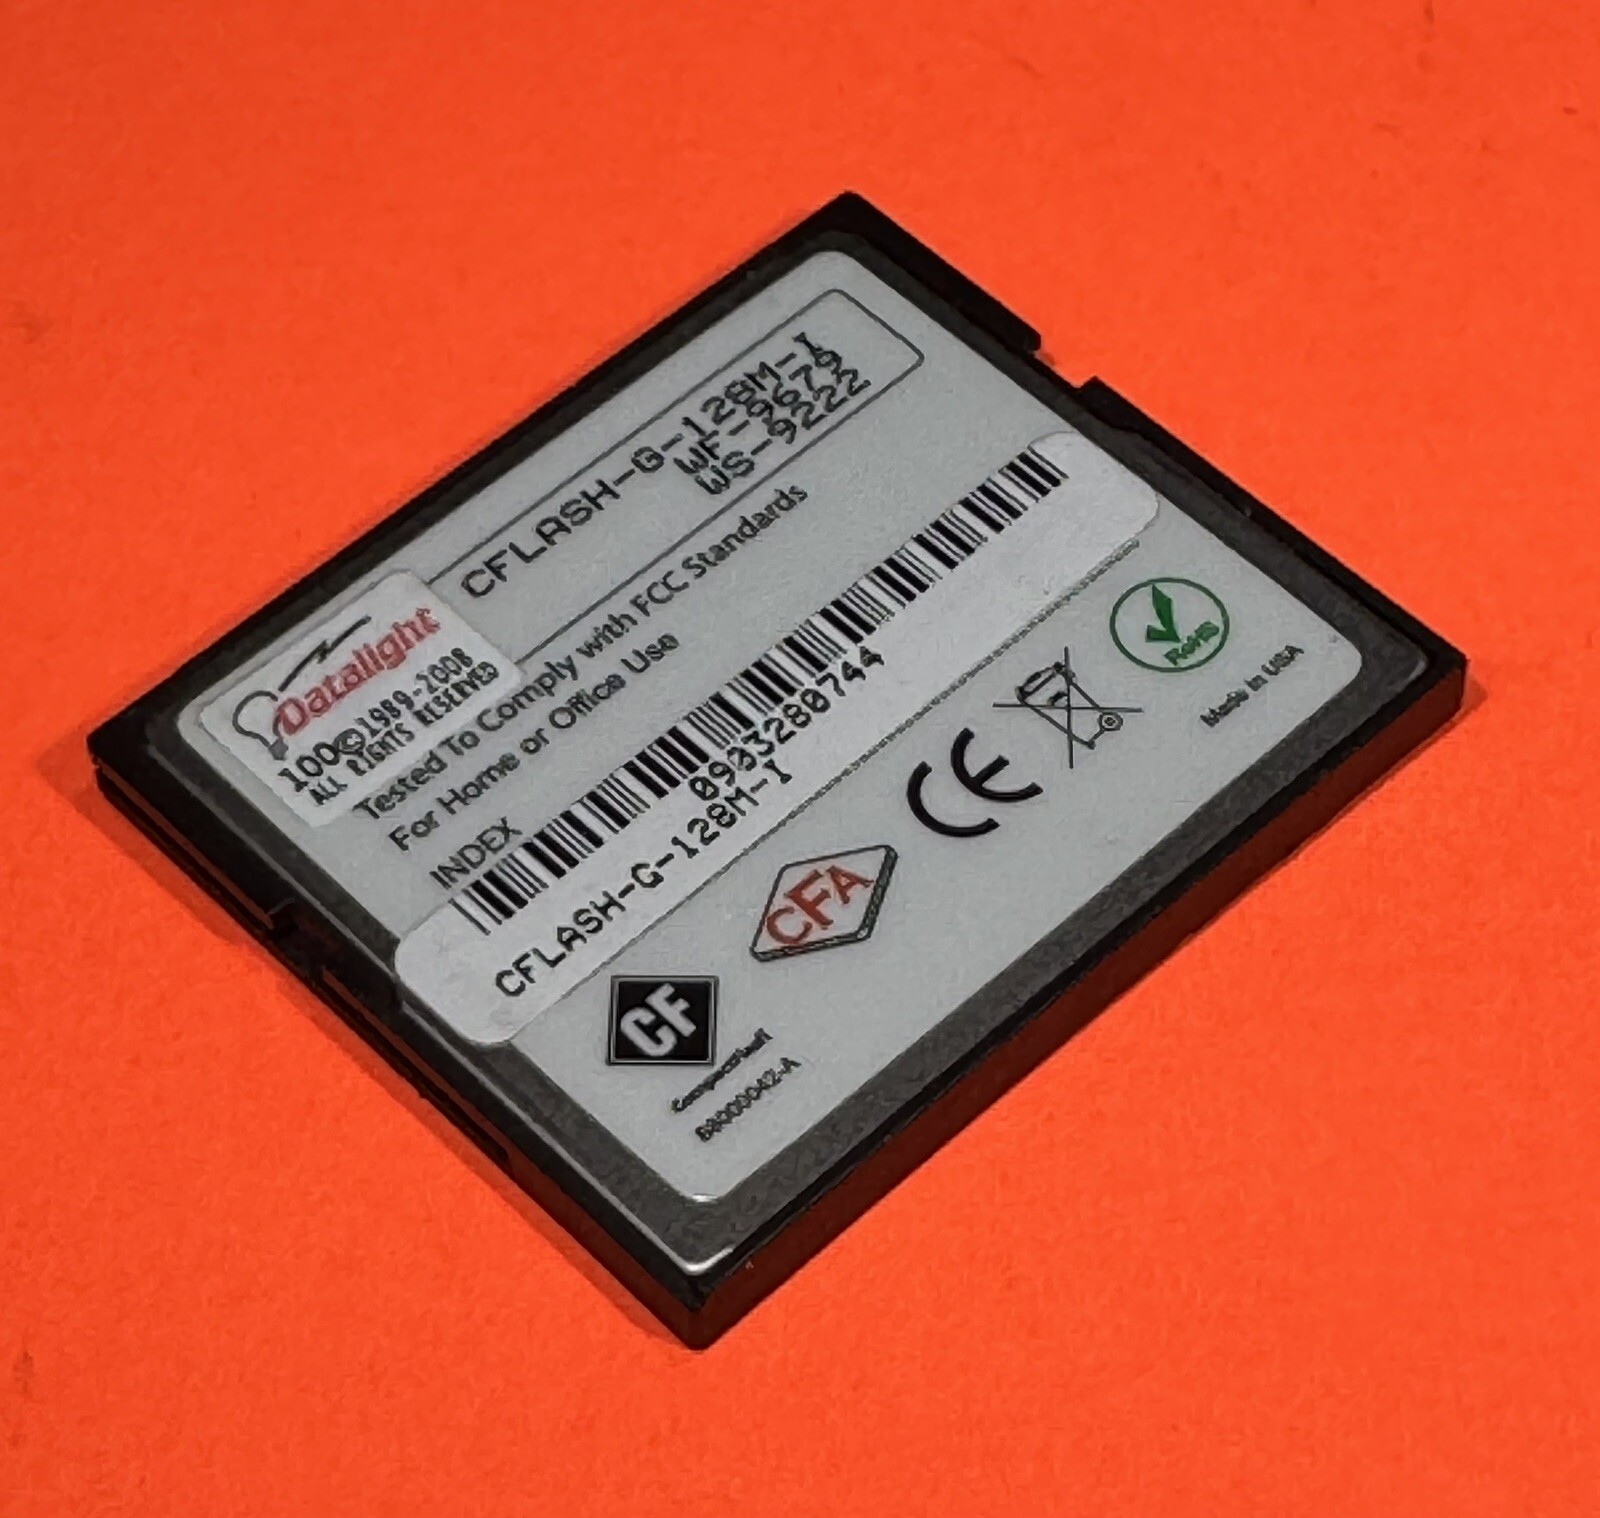 CFLASH-G-128M-I
WF-9679
WS-9222
Datalight
100©1989-2008
ALL RIGHTS RESERVED
Tested To Comply with FCC Standards
For Home or Office Use
INDEX
0903280744
CFLASH-G-128M-I
RoHS
Made in USA
CE
CFA
CF
CompactFlash